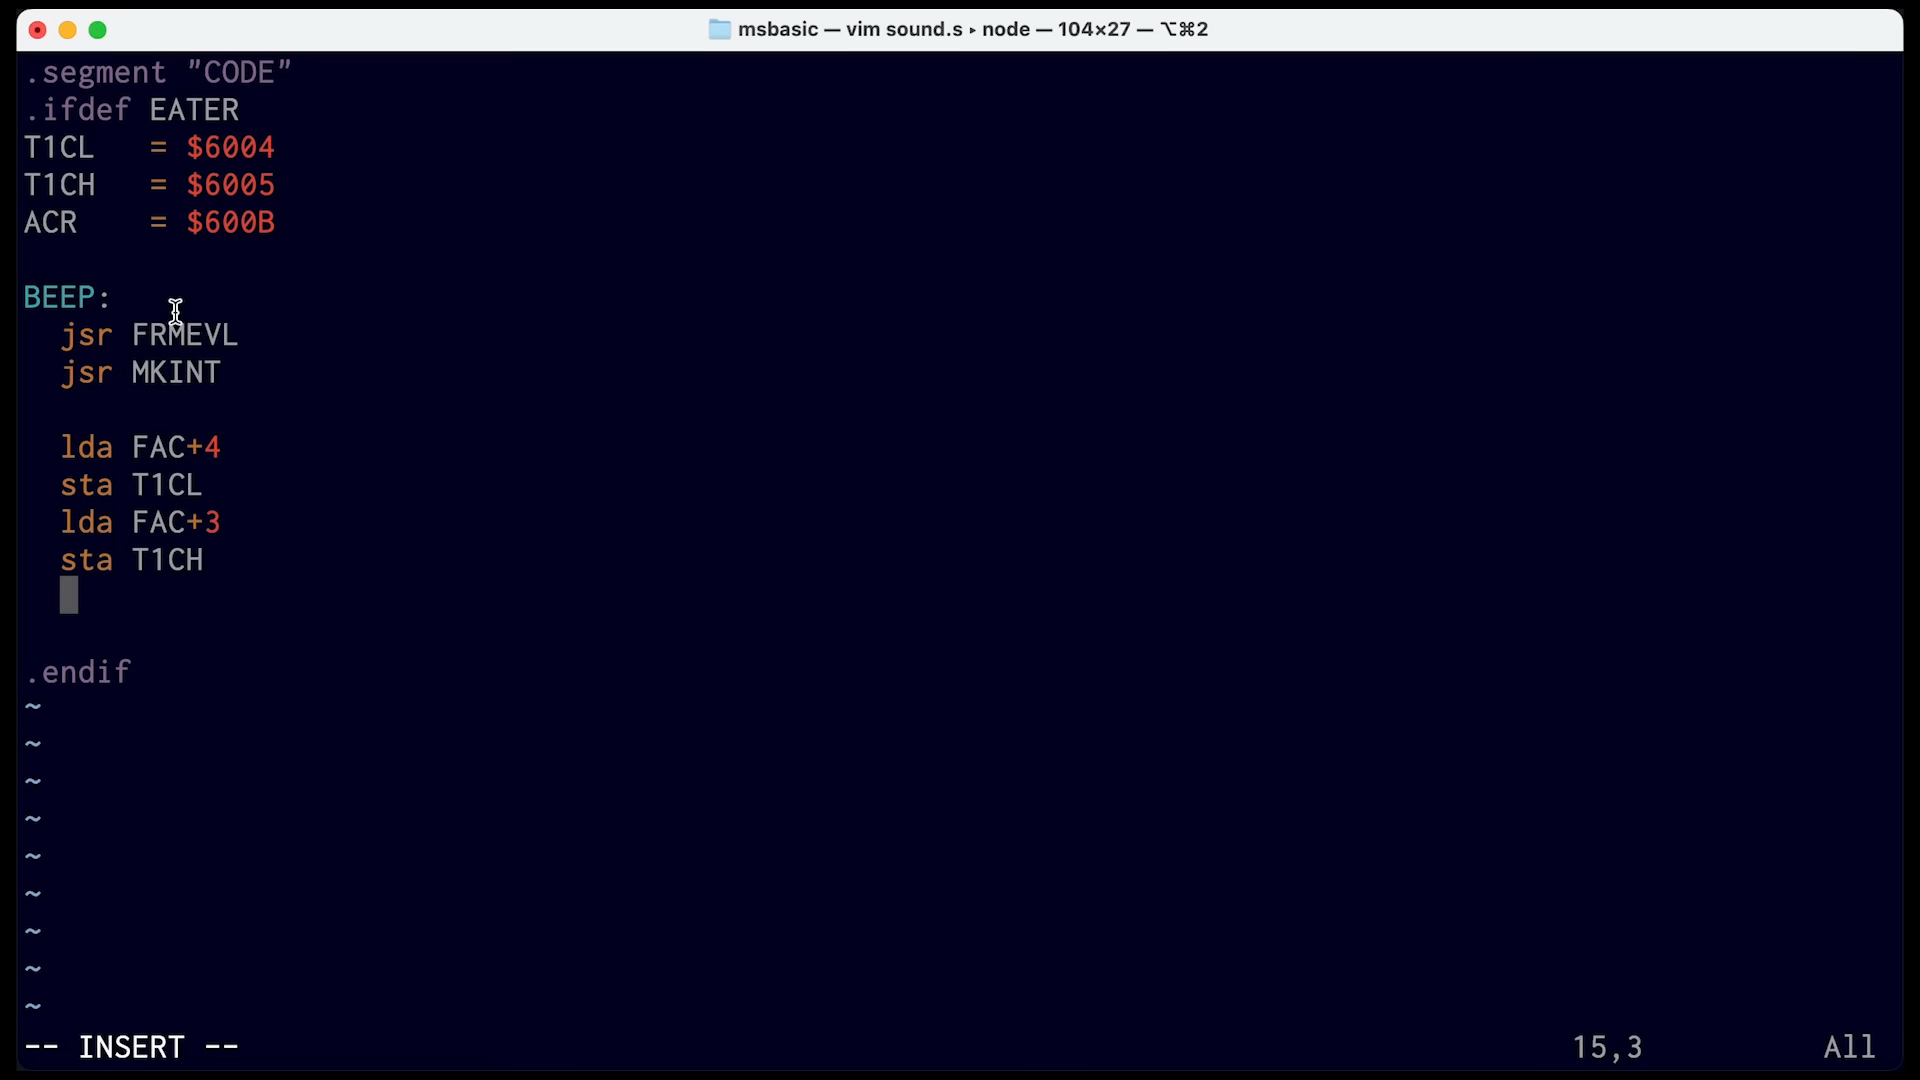 msbasic — vim sound.s ▸ node — 104×27 — ⌥⌘2
.segment "CODE"
.ifdef EATER
T1CL   = $6004
T1CH   = $6005
ACR    = $600B
BEEP:
  jsr FRMEVL
  jsr MKINT
  lda FAC+4
  sta T1CL
  lda FAC+3
  sta T1CH
.endif
~
~
~
~
~
~
~
~
~
-- INSERT -- 15,3 All